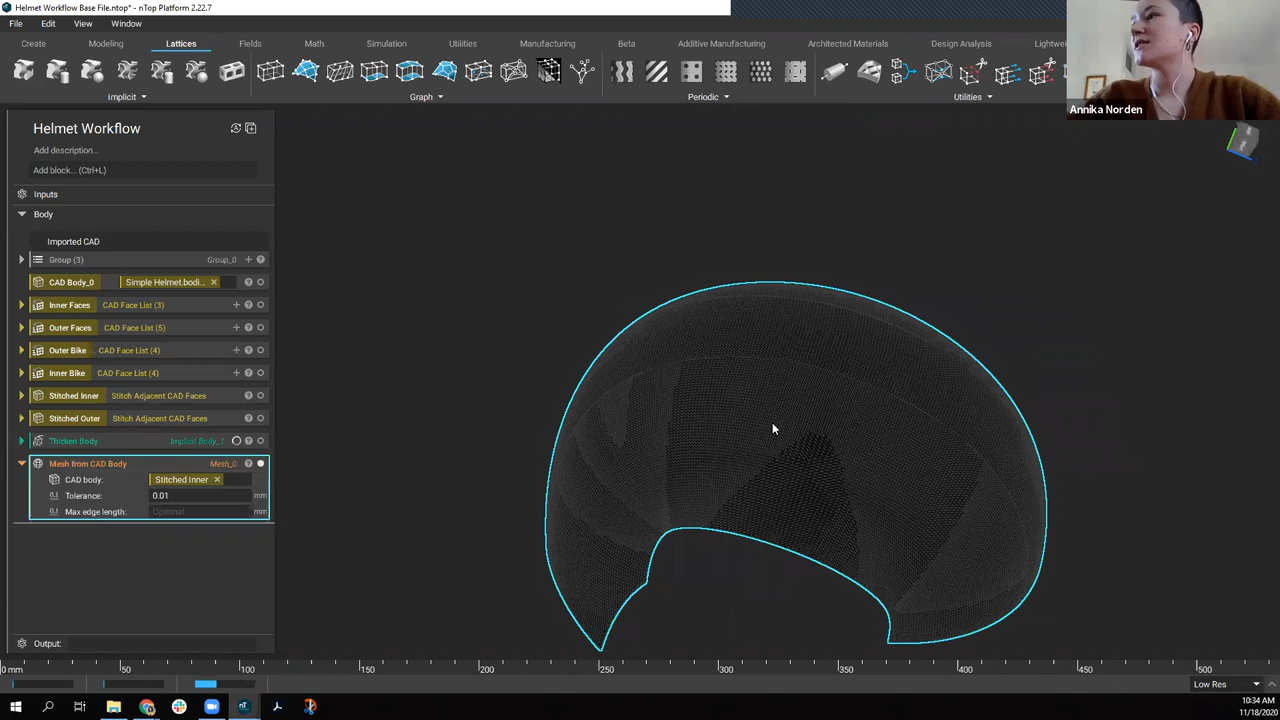 Helmet Workflow Base File.ntop* - nTop Platform 2.22.7
File Edit View Window
Create Modeling Lattices Fields Math Simulation Utilities Manufacturing Beta Additive Manufacturing Architected Materials Design Analysis Lightwei
Implicit Graph Periodic Utilities
Annika Norden
Helmet Workflow
Add description...
Add block... (Ctrl+L)
Inputs
Body
Imported CAD
Group (3) Group_0
CAD Body_0 Simple Helmet.bodi...
Inner Faces CAD Face List (3)
Outer Faces CAD Face List (5)
Outer Bike CAD Face List (4)
Inner Bike CAD Face List (4)
Stitched Inner Stitch Adjacent CAD Faces
Stitched Outer Stitch Adjacent CAD Faces
Thicken Body Implicit Body_1
Mesh from CAD Body Mesh_0
CAD body: Stitched Inner
Tolerance: 0.01 mm
Max edge length: Optional mm
Output:
0 mm 50 100 150 200 250 300 350 400 450 500
Low Res
10:34 AM
11/18/2020